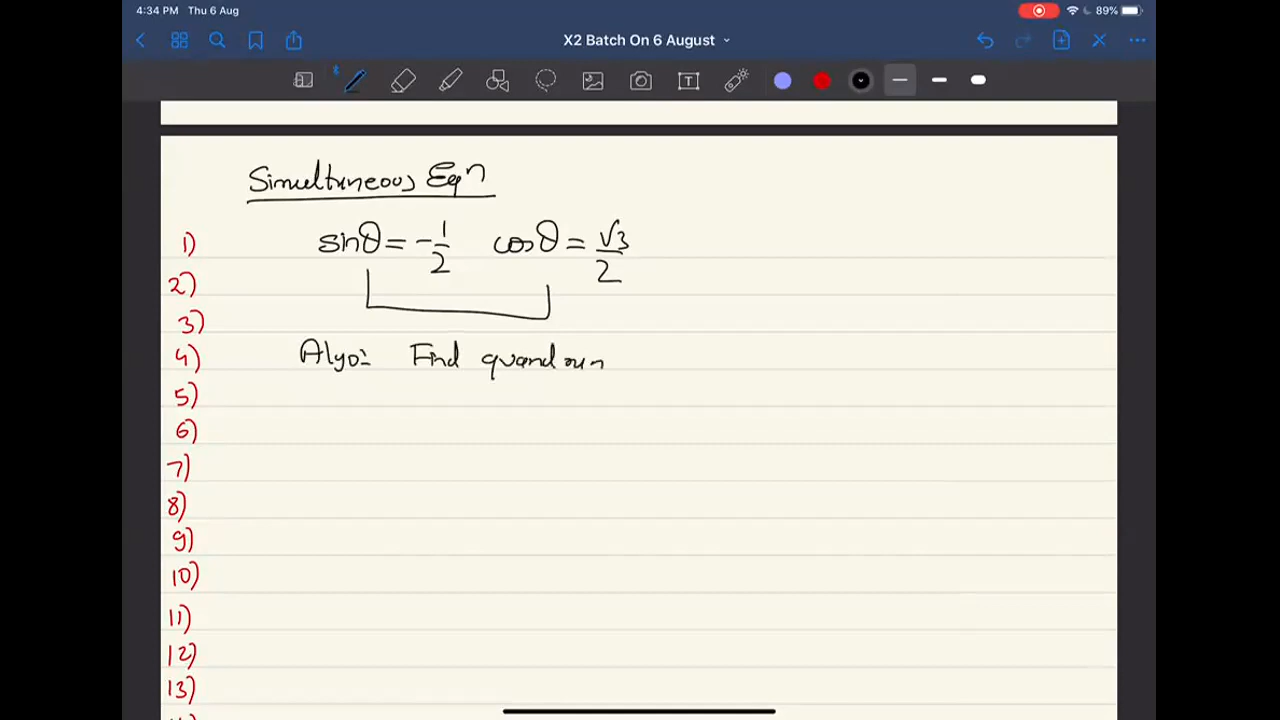 4:34 PM Thu 6 Aug
89%
X2 Batch On 6 August
T
Simultaneous Eqn
1) sinθ = -1/2 cosθ = √3/2
2)
3)
4) Algo: Find quandrun
5)
6)
7)
8)
9)
10)
11)
12)
13)